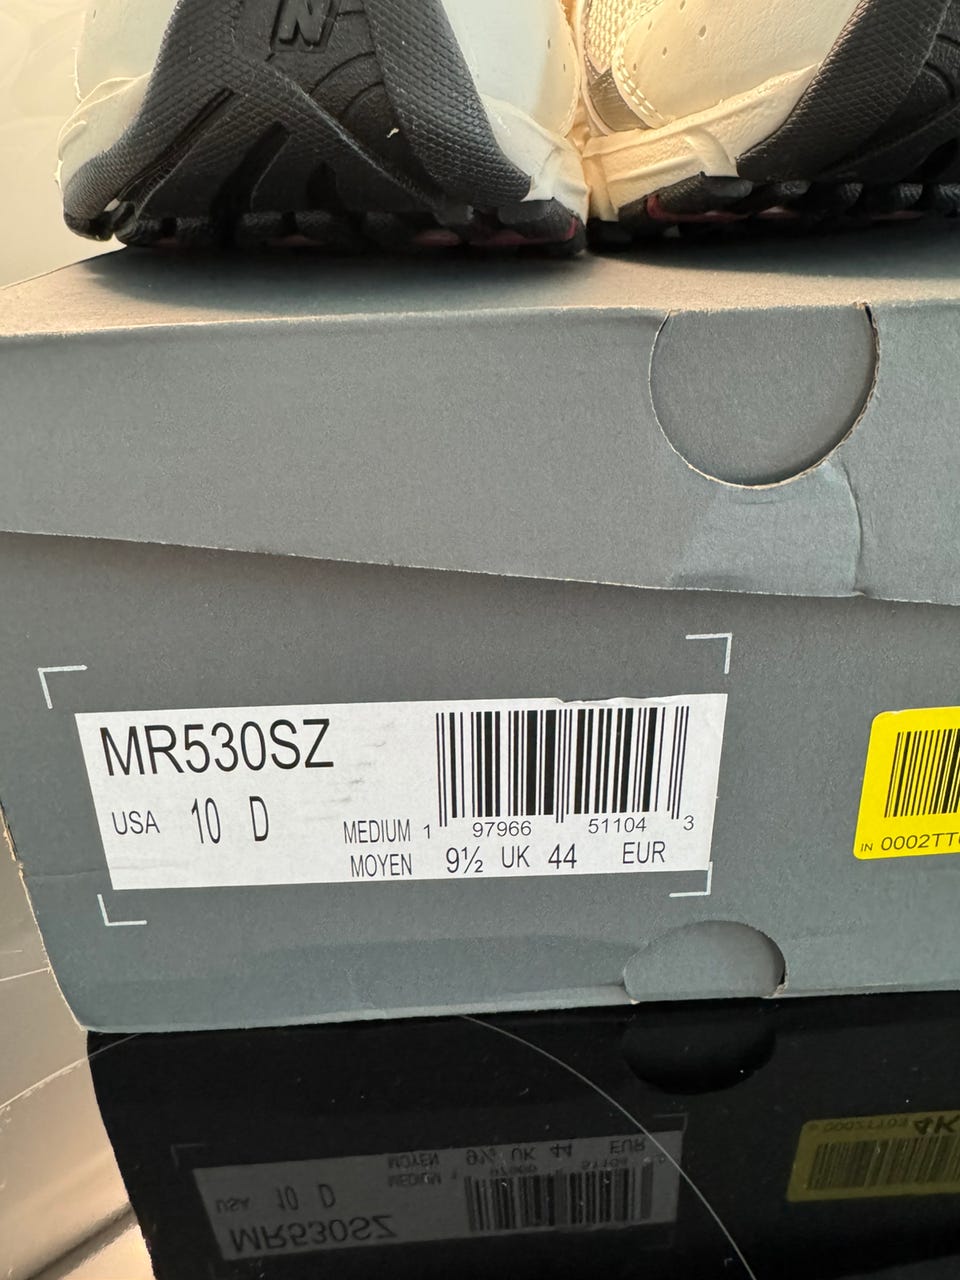 N
MR530SZ
USA 10 D
MEDIUM 1 97966 51104 3
MOYEN 9½ UK 44 EUR
IN 0002TT